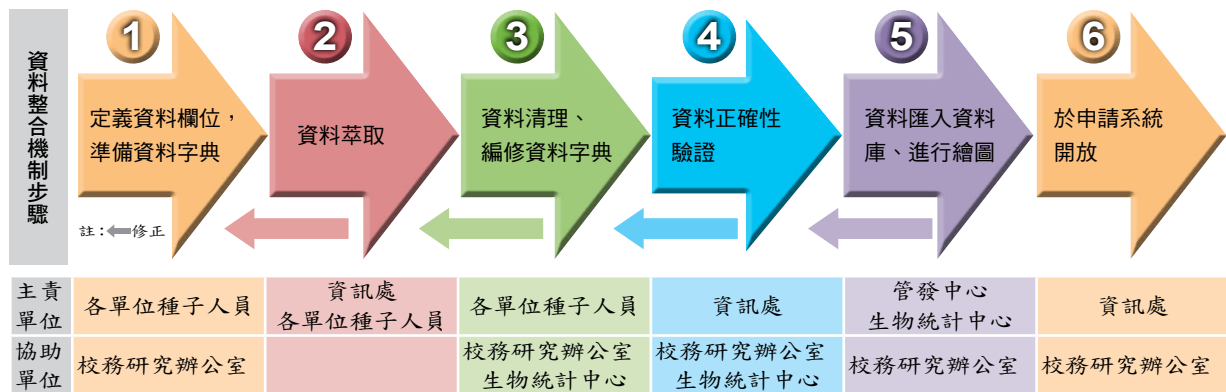 資料整合機制步驟
1
定義資料欄位，
準備資料字典
2
資料萃取
3
資料清理、
編修資料字典
4
資料正確性
驗證
5
資料匯入資料
庫、進行繪圖
6
於申請系統
開放
註：←修正
主責
單位
各單位種子人員
資訊處
各單位種子人員
各單位種子人員
資訊處
管發中心
生物統計中心
資訊處
協助
單位
校務研究辦公室
校務研究辦公室
生物統計中心
校務研究辦公室
生物統計中心
校務研究辦公室
校務研究辦公室